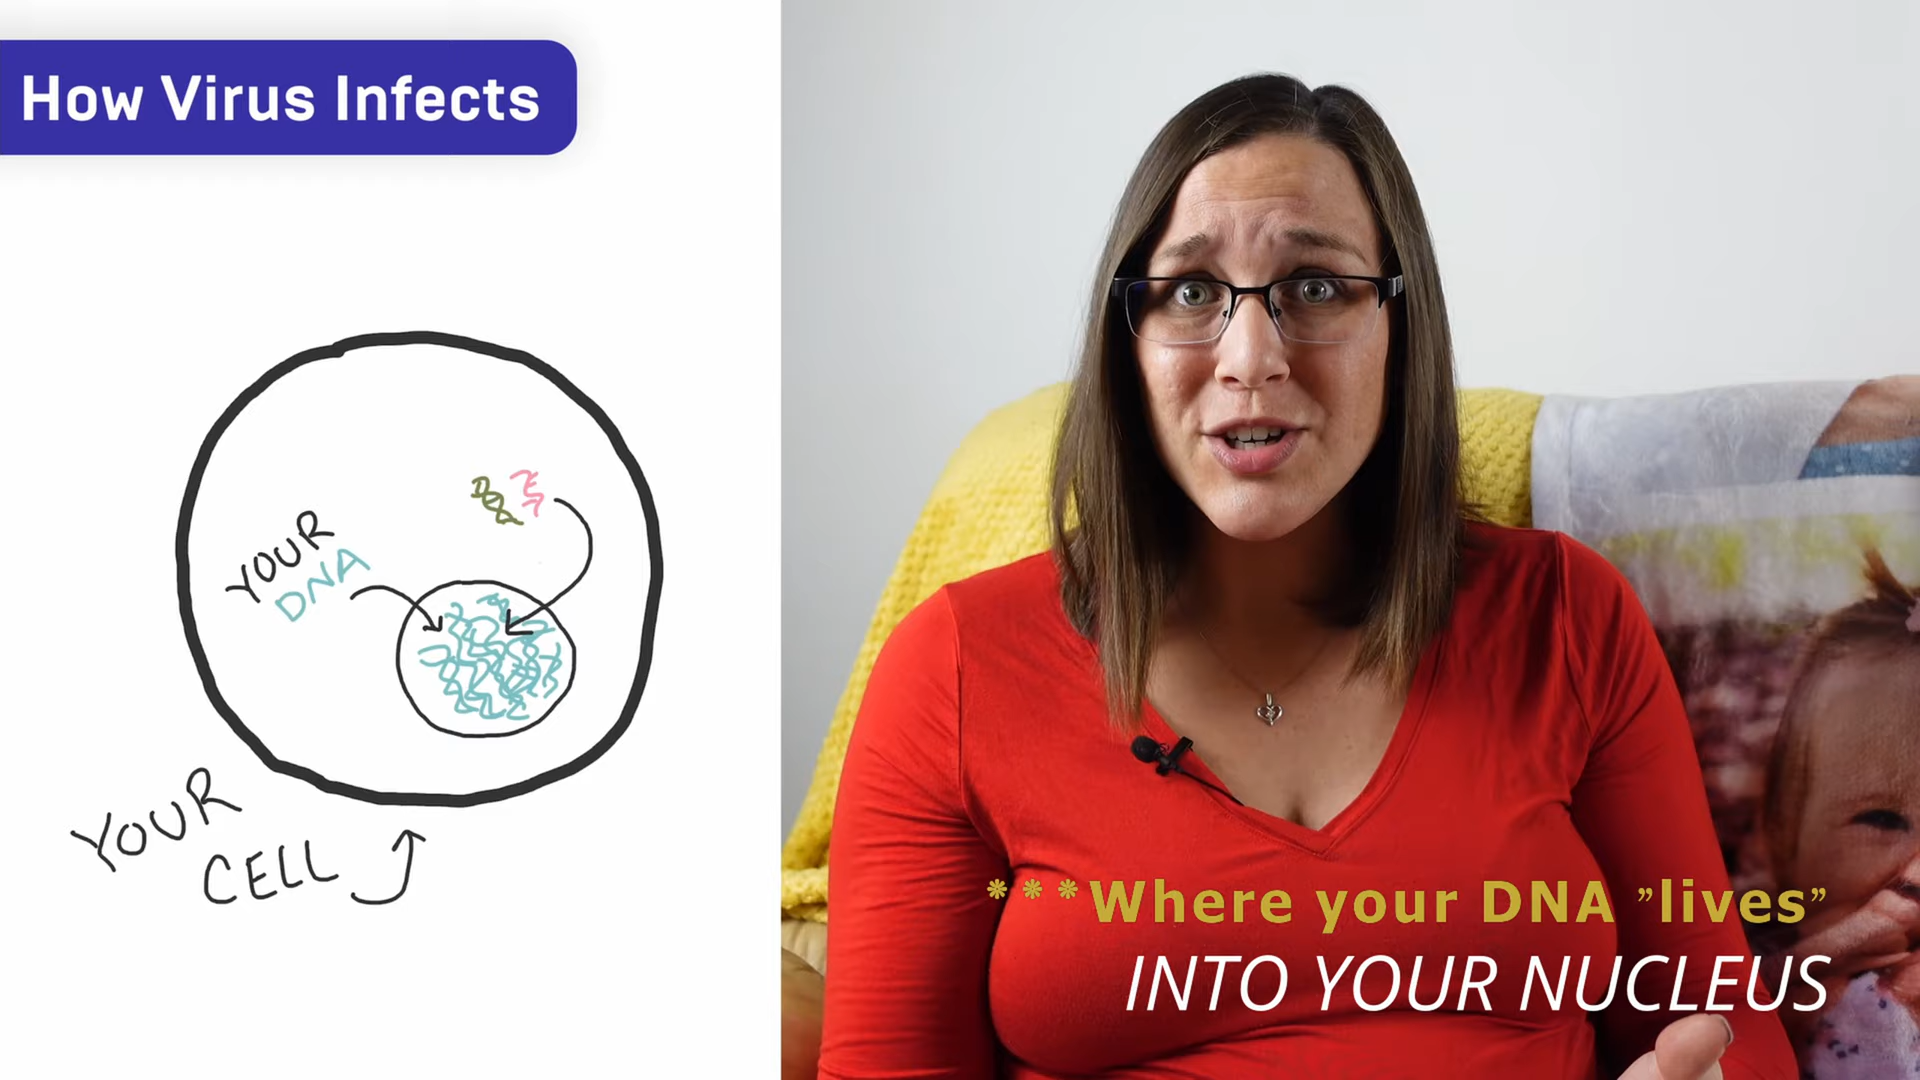 How Virus Infects
YOUR
DNA
YOUR
CELL
***Where your DNA ”lives”
INTO YOUR NUCLEUS